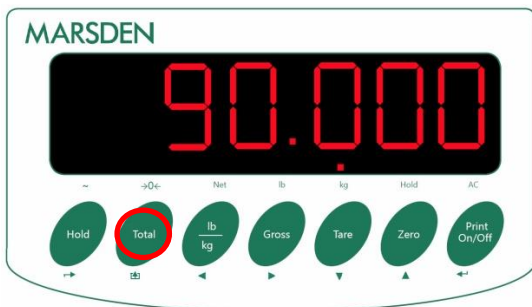 MARSDEN
90.000
~ →0← Net lb kg Hold AC
Hold Total lb/kg Gross Tare Zero Print On/Off